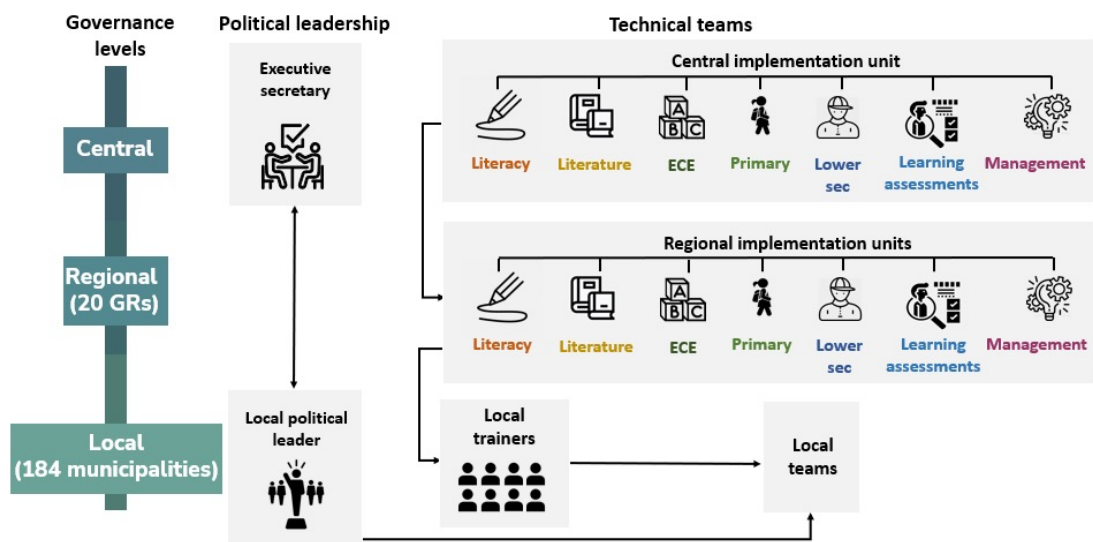 Governance
levels
Political leadership
Technical teams
Central
Executive
secretary
Central implementation unit
A
B C
Literacy
Literature
ECE
Primary
Lower
sec
Learning
assessments
Management
Regional
(20 GRs)
Regional implementation units
A
B C
Literacy
Literature
ECE
Primary
Lower
sec
Learning
assessments
Management
Local
(184 municipalities)
Local political
leader
Local
trainers
Local
teams